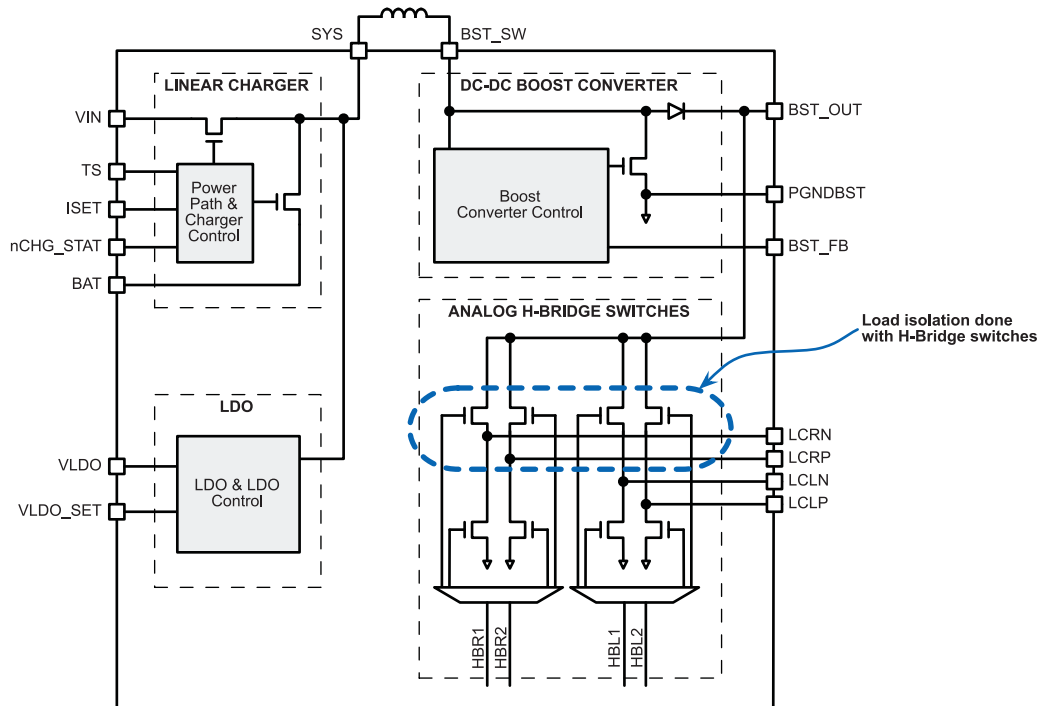 SYS
BST_SW
LINEAR CHARGER
DC-DC BOOST CONVERTER
VIN
BST_OUT
TS
Power
Path &
Charger
Control
Boost
Converter Control
PGNDBST
ISET
nCHG_STAT
BST_FB
BAT
ANALOG H-BRIDGE SWITCHES
Load isolation done
with H-Bridge switches
LDO
LCRN
VLDO
LDO & LDO
Control
LCRP
LCLN
VLDO_SET
LCLP
HBR1
HBR2
HBL1
HBL2